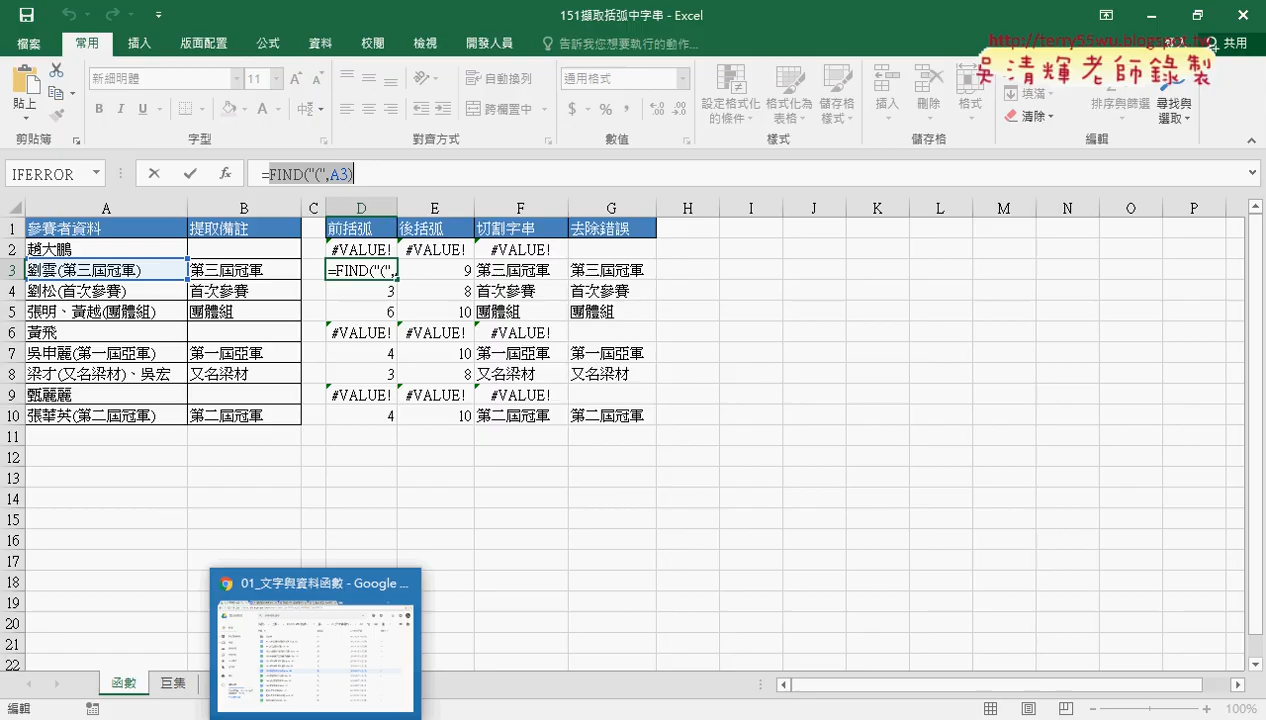 151擷取括弧中字串 - Excel
檔案 常用 插入 版面配置 公式 資料 校閱 檢視 開發人員 告訴我您想要執行的動作... 共用
http://terry55wu.blogspot.tw
吳清輝老師錄製
貼上 新細明體 11 自動換列 通用格式 設定格式化的條件 格式化為表格 儲存格樣式 插入 刪除 格式 填滿 排序與篩選 尋找與選取
B I U 跨欄置中 $ % 清除
剪貼簿 字型 對齊方式 數值 樣式 儲存格 編輯
IFERROR =FIND("(",A3)
A B C D E F G H I J K L M N O P
1 參賽者資料 提取備註 前括弧 後括弧 切割字串 去除錯誤
2 趙大鵬 #VALUE! #VALUE! #VALUE!
3 劉雲(第三屆冠軍) 第三屆冠軍 =FIND("(", 9 第三屆冠軍 第三屆冠軍
4 劉松(首次參賽) 首次參賽 3 8 首次參賽 首次參賽
5 張明、黃越(團體組) 團體組 6 10 團體組 團體組
6 黃飛 #VALUE! #VALUE! #VALUE!
7 吳申麗(第一屆亞軍) 第一屆亞軍 4 10 第一屆亞軍 第一屆亞軍
8 梁才(又名梁材)、吳宏 又名梁材 3 8 又名梁材 又名梁材
9 甄麗麗 #VALUE! #VALUE! #VALUE!
10 張華英(第二屆冠軍) 第二屆冠軍 4 10 第二屆冠軍 第二屆冠軍
11
12
13
14
15
16
17
18
19
20
21
22
01_文字與資料函數 - Google ...
函數 巨集
編輯 100%